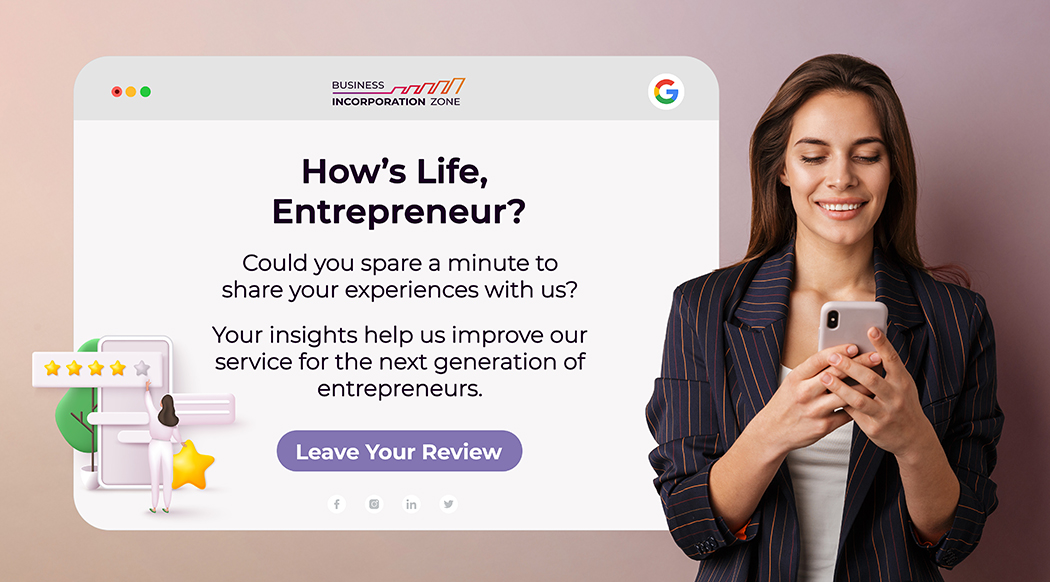 BUSINESS
INCORPORATION ZONE
How's Life,
Entrepreneur?
Could you spare a minute to
share your experiences with us?
Your insights help us improve our
service for the next generation of
entrepreneurs.
Leave Your Review